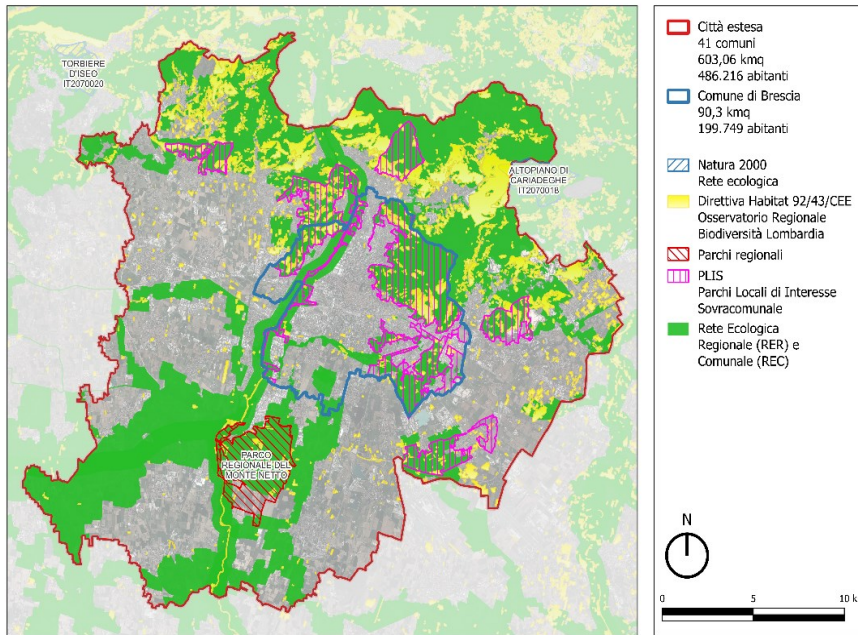 TORBIERE
D'ISEO
IT2070020
ALTOPIANO DI
CARIADEGHE
IT2070018
PARCO
REGIONALE DEL
MONTE NETTO
Città estesa
41 comuni
603,06 kmq
486.216 abitanti
Comune di Brescia
90,3 kmq
199.749 abitanti
Natura 2000
Rete ecologica
Direttiva Habitat 92/43/CEE
Osservatorio Regionale
Biodiversità Lombardia
Parchi regionali
PLIS
Parchi Locali di Interesse
Sovracomunale
Rete Ecologica
Regionale (RER) e
Comunale (REC)
N
0 5 10 k